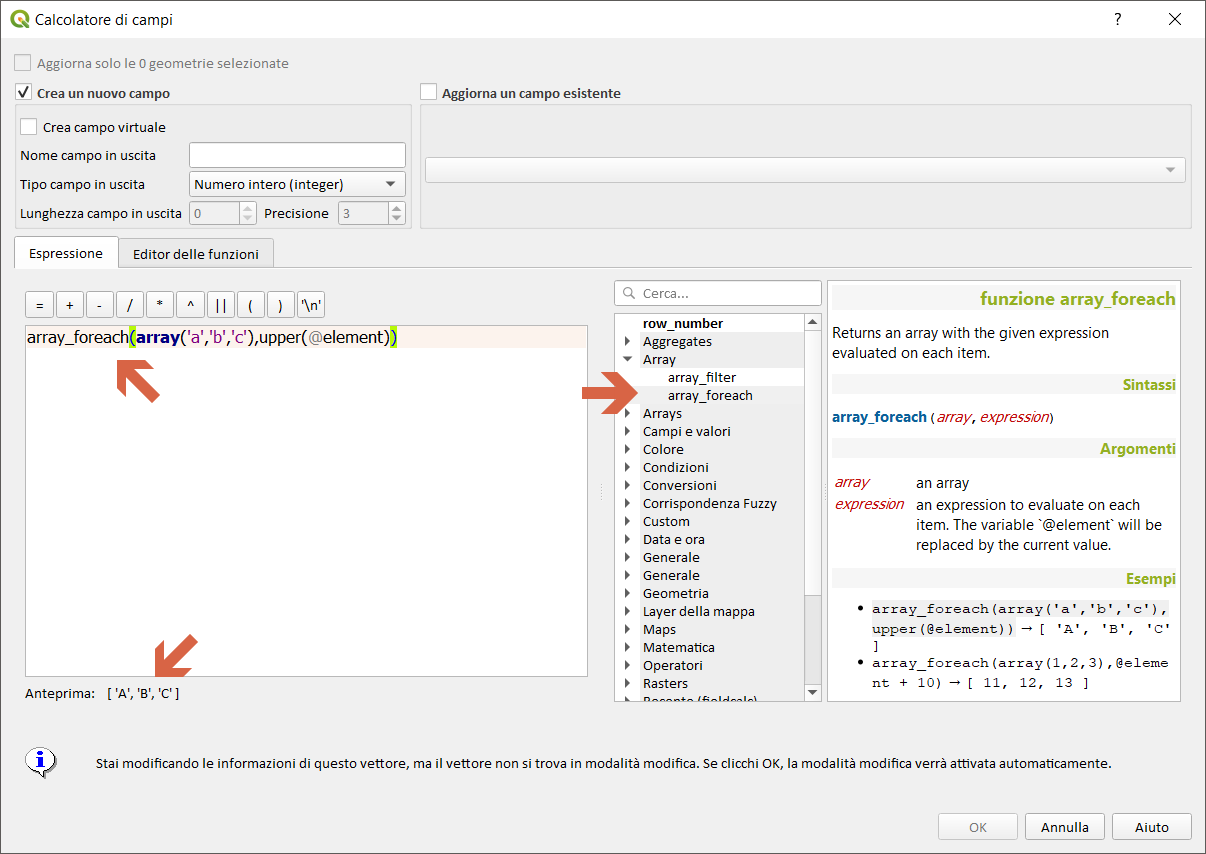 Calcolatore di campi
?
Aggiorna solo le 0 geometrie selezionate
Crea un nuovo campo
Aggiorna un campo esistente
Crea campo virtuale
Nome campo in uscita
Tipo campo in uscita
Numero intero (integer)
Lunghezza campo in uscita
0
Precisione
3
Espressione
Editor delle funzioni
= + - / * ^ || ( ) '\n'
array_foreach(array('a','b','c'),upper(@element))
Anteprima: [ 'A', 'B', 'C' ]
Cerca...
row_number
Aggregates
Array
array_filter
array_foreach
Arrays
Campi e valori
Colore
Condizioni
Conversioni
Corrispondenza Fuzzy
Custom
Data e ora
Generale
Generale
Geometria
Layer della mappa
Maps
Matematica
Operatori
Rasters
Recente (fieldcalc)
funzione array_foreach
Returns an array with the given expression
evaluated on each item.
Sintassi
array_foreach(array, expression)
Argomenti
array an array
expression an expression to evaluate on each
item. The variable `@element` will be
replaced by the current value.
Esempi
• array_foreach(array('a','b','c'),
upper(@element)) → [ 'A', 'B', 'C'
]
• array_foreach(array(1,2,3),@eleme
nt + 10) → [ 11, 12, 13 ]
Stai modificando le informazioni di questo vettore, ma il vettore non si trova in modalità modifica. Se clicchi OK, la modalità modifica verrà attivata automaticamente.
OK
Annulla
Aiuto